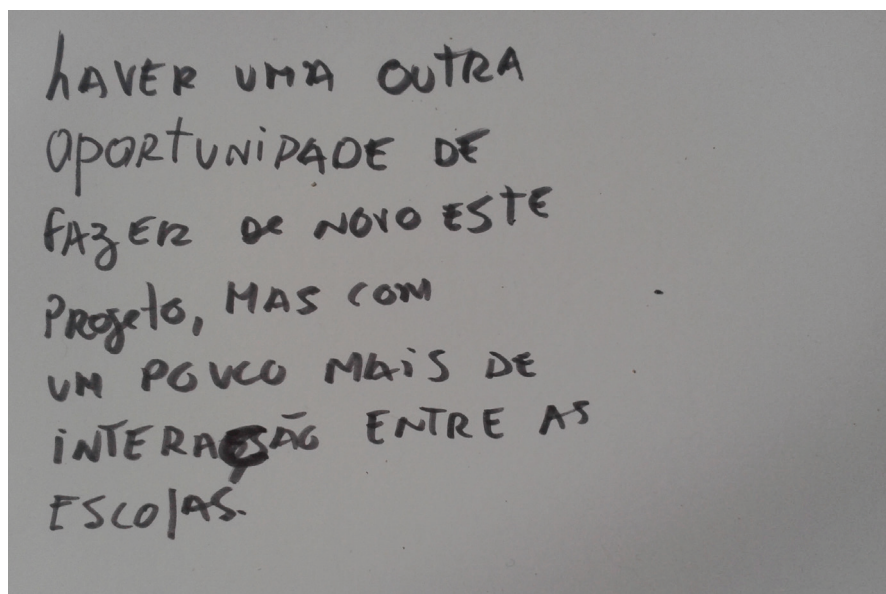 hAVER UMA OUTRA
OPORTUNiDADE DE
FAZER DE NOVO ESTE
PROJeto, MAS COM
UM POUCO MAiS DE
iNTERAÇÃO ENTRE AS
ESCOlAS.